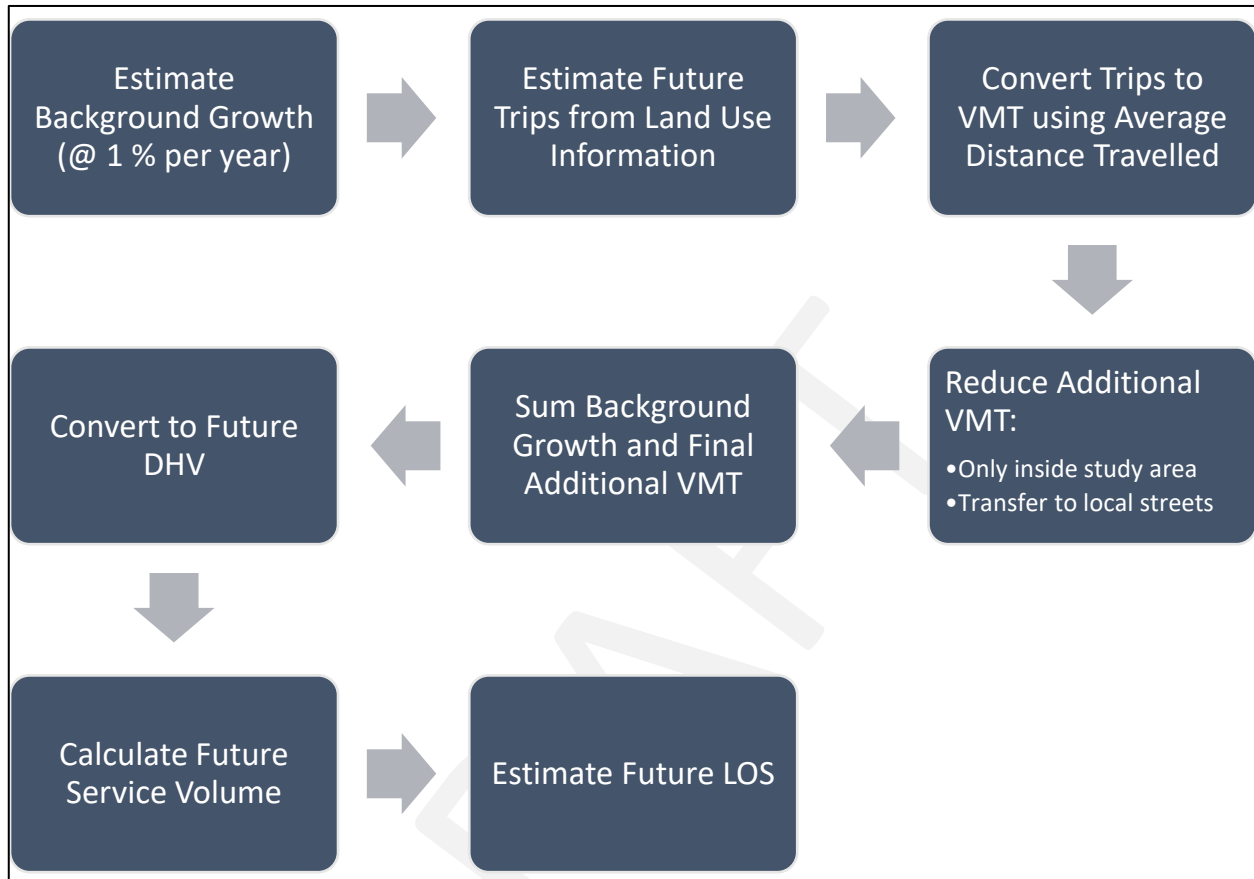 Estimate
Background Growth
(@ 1 % per year)
Estimate Future
Trips from Land Use
Information
Convert Trips to
VMT using Average
Distance Travelled
Reduce Additional
VMT:
•Only inside study area
•Transfer to local streets
Sum Background
Growth and Final
Additional VMT
Convert to Future
DHV
Calculate Future
Service Volume
Estimate Future LOS